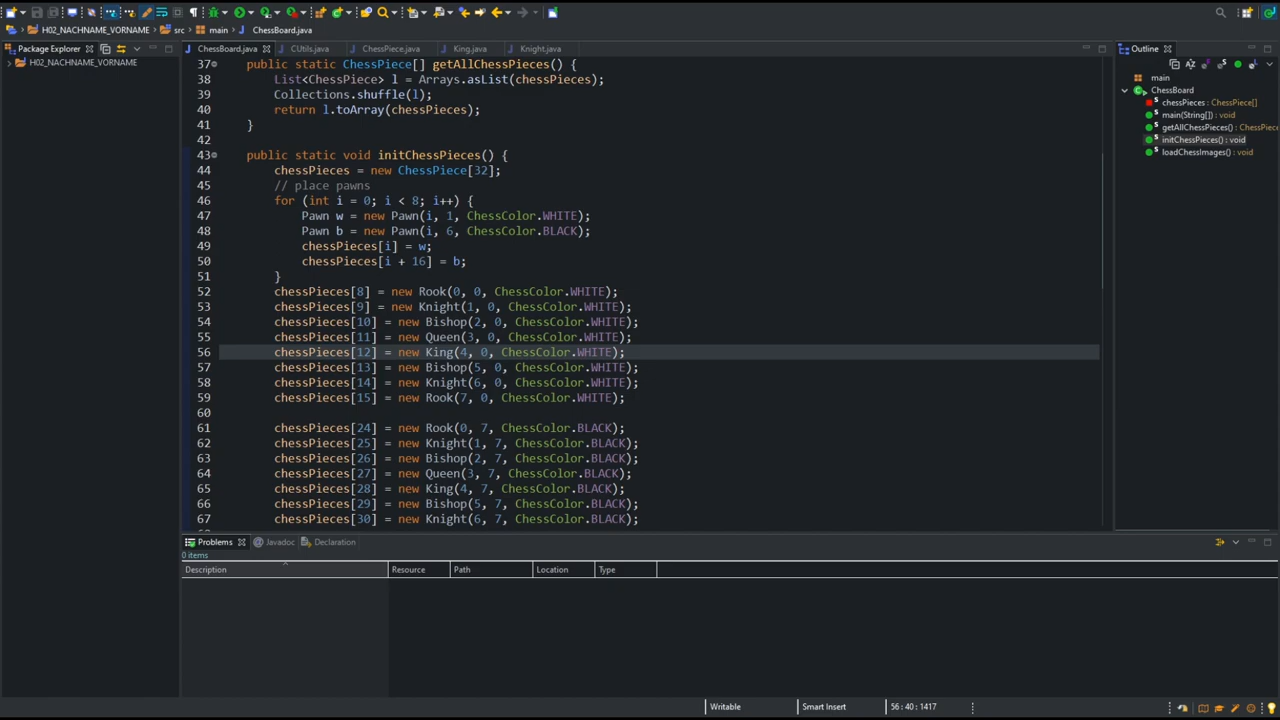 H02_NACHNAME_VORNAME src main ChessBoard.java
Package Explorer
H02_NACHNAME_VORNAME
ChessBoard.java CUtils.java ChessPiece.java King.java Knight.java
37 public static ChessPiece[] getAllChessPieces() {
38 List<ChessPiece> l = Arrays.asList(chessPieces);
39 Collections.shuffle(l);
40 return l.toArray(chessPieces);
41 }
42
43 public static void initChessPieces() {
44 chessPieces = new ChessPiece[32];
45 // place pawns
46 for (int i = 0; i < 8; i++) {
47 Pawn w = new Pawn(i, 1, ChessColor.WHITE);
48 Pawn b = new Pawn(i, 6, ChessColor.BLACK);
49 chessPieces[i] = w;
50 chessPieces[i + 16] = b;
51 }
52 chessPieces[8] = new Rook(0, 0, ChessColor.WHITE);
53 chessPieces[9] = new Knight(1, 0, ChessColor.WHITE);
54 chessPieces[10] = new Bishop(2, 0, ChessColor.WHITE);
55 chessPieces[11] = new Queen(3, 0, ChessColor.WHITE);
56 chessPieces[12] = new King(4, 0, ChessColor.WHITE);
57 chessPieces[13] = new Bishop(5, 0, ChessColor.WHITE);
58 chessPieces[14] = new Knight(6, 0, ChessColor.WHITE);
59 chessPieces[15] = new Rook(7, 0, ChessColor.WHITE);
60
61 chessPieces[24] = new Rook(0, 7, ChessColor.BLACK);
62 chessPieces[25] = new Knight(1, 7, ChessColor.BLACK);
63 chessPieces[26] = new Bishop(2, 7, ChessColor.BLACK);
64 chessPieces[27] = new Queen(3, 7, ChessColor.BLACK);
65 chessPieces[28] = new King(4, 7, ChessColor.BLACK);
66 chessPieces[29] = new Bishop(5, 7, ChessColor.BLACK);
67 chessPieces[30] = new Knight(6, 7, ChessColor.BLACK);
Outline
main
ChessBoard
chessPieces : ChessPiece[]
main(String[]) : void
getAllChessPieces() : ChessPiece
initChessPieces() : void
loadChessImages() : void
Problems Javadoc Declaration
0 items
Description Resource Path Location Type
Writable Smart Insert 56 : 40 : 1417